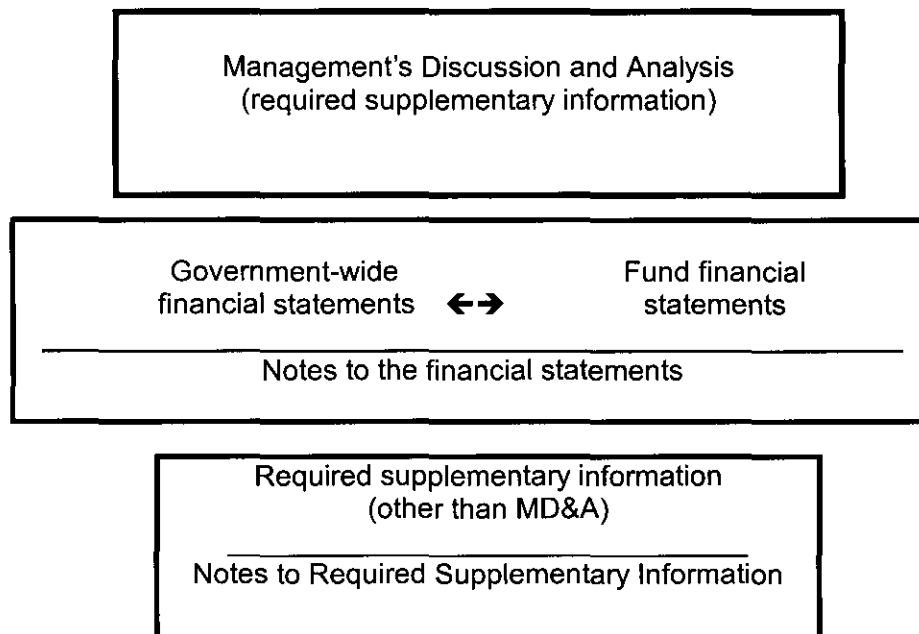 Management's Discussion and Analysis
(required supplementary information)
Government-wide
financial statements ←→ Fund financial
statements
Notes to the financial statements
Required supplementary information
(other than MD&A)
Notes to Required Supplementary Information